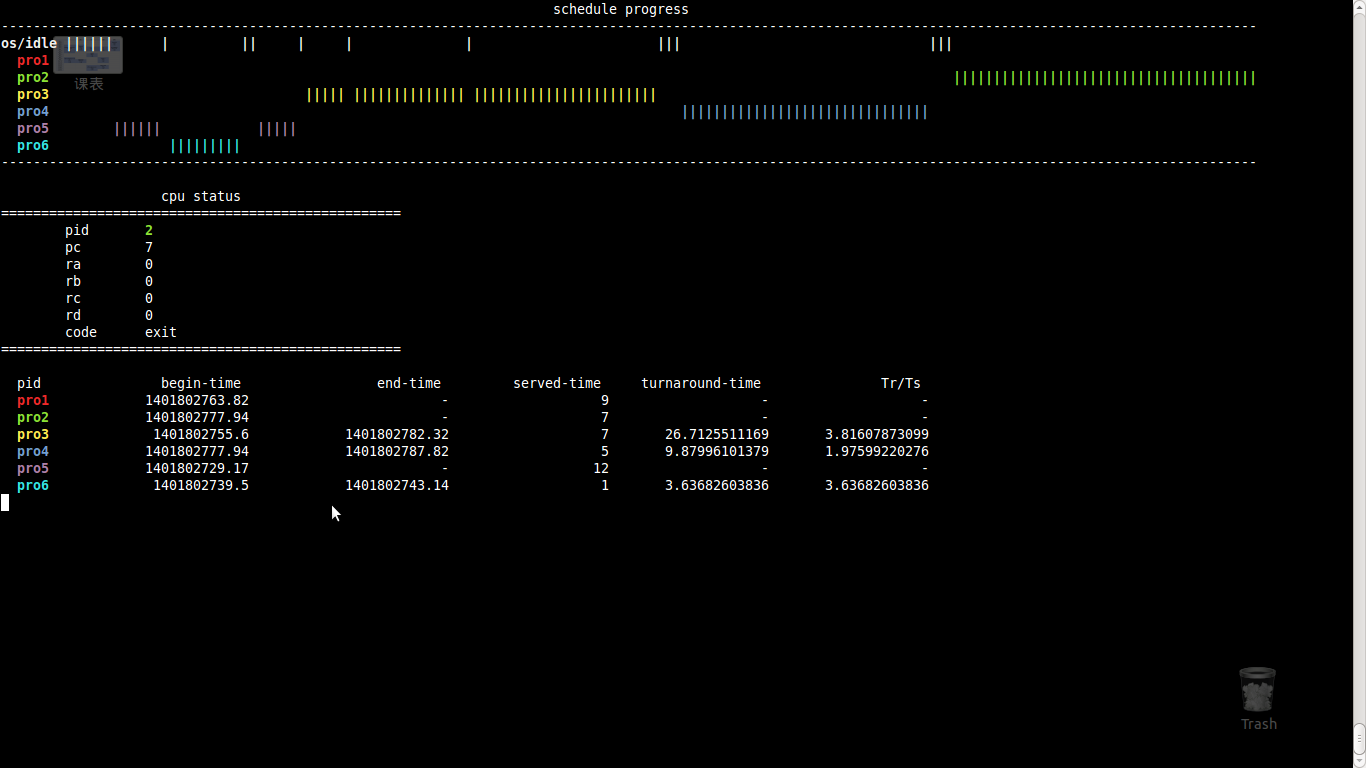 schedule progress
--------------------------------------------------------------------------------------------------------------------------------------------------------------
os/idle |||||| | || | | | ||| |||
pro1
课表
pro2 ||||||||||||||||||||||||||||||||||||||
pro3 ||||| |||||||||||||| |||||||||||||||||||||||
pro4 |||||||||||||||||||||||||||||||
pro5 |||||| |||||
pro6 |||||||||
--------------------------------------------------------------------------------------------------------------------------------------------------------------
cpu status
==================================================
pid 2
pc 7
ra 0
rb 0
rc 0
rd 0
code exit
==================================================
pid begin-time end-time served-time turnaround-time Tr/Ts
pro1 1401802763.82 - 9 - -
pro2 1401802777.94 - 7 - -
pro3 1401802755.6 1401802782.32 7 26.7125511169 3.81607873099
pro4 1401802777.94 1401802787.82 5 9.87996101379 1.97599220276
pro5 1401802729.17 - 12 - -
pro6 1401802739.5 1401802743.14 1 3.63682603836 3.63682603836
Trash